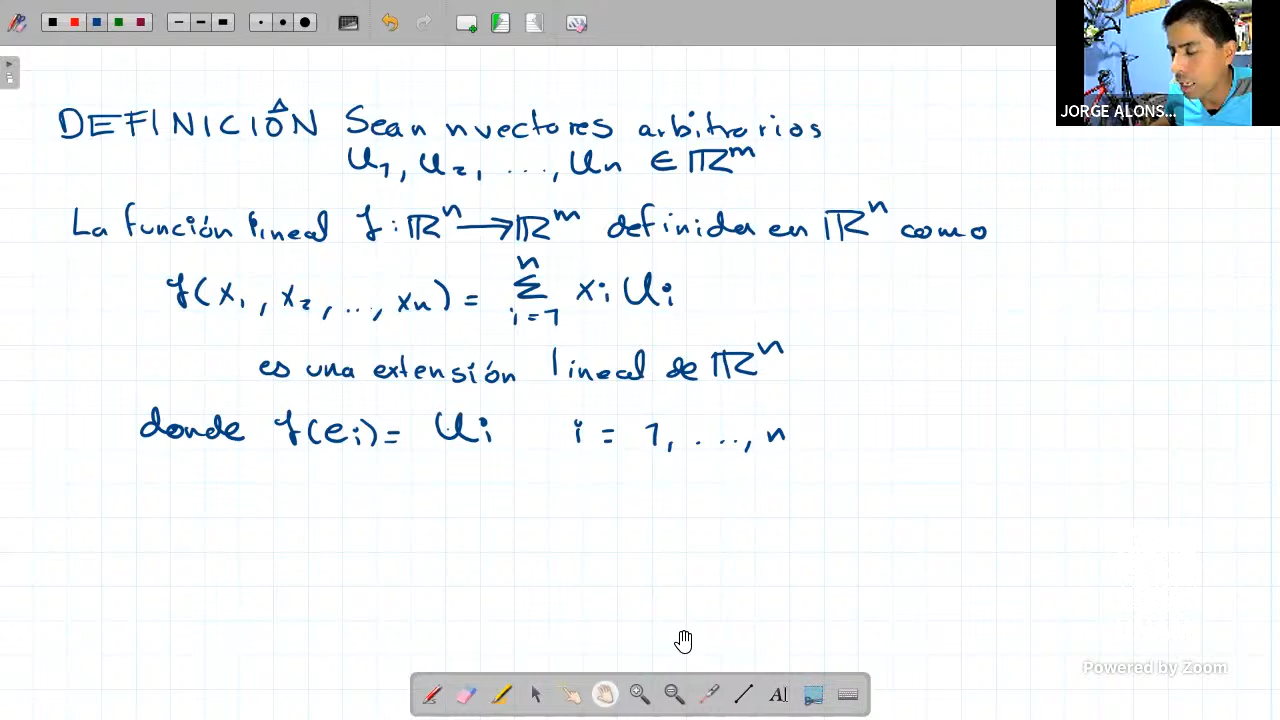 JORGE ALONS...
DEFINICIÓN Sean n vectores arbitrarios
U₁, U₂, ..., Un ∈ ℝᵐ
La función lineal f: ℝⁿ → ℝᵐ definida en ℝⁿ como
f(x₁, x₂, ..., xn) = Σ_{i=1}^{n} xi Ui
es una extensión lineal de ℝⁿ
donde f(ei) = Ui i = 1, ..., n
AI
Powered by Zoom